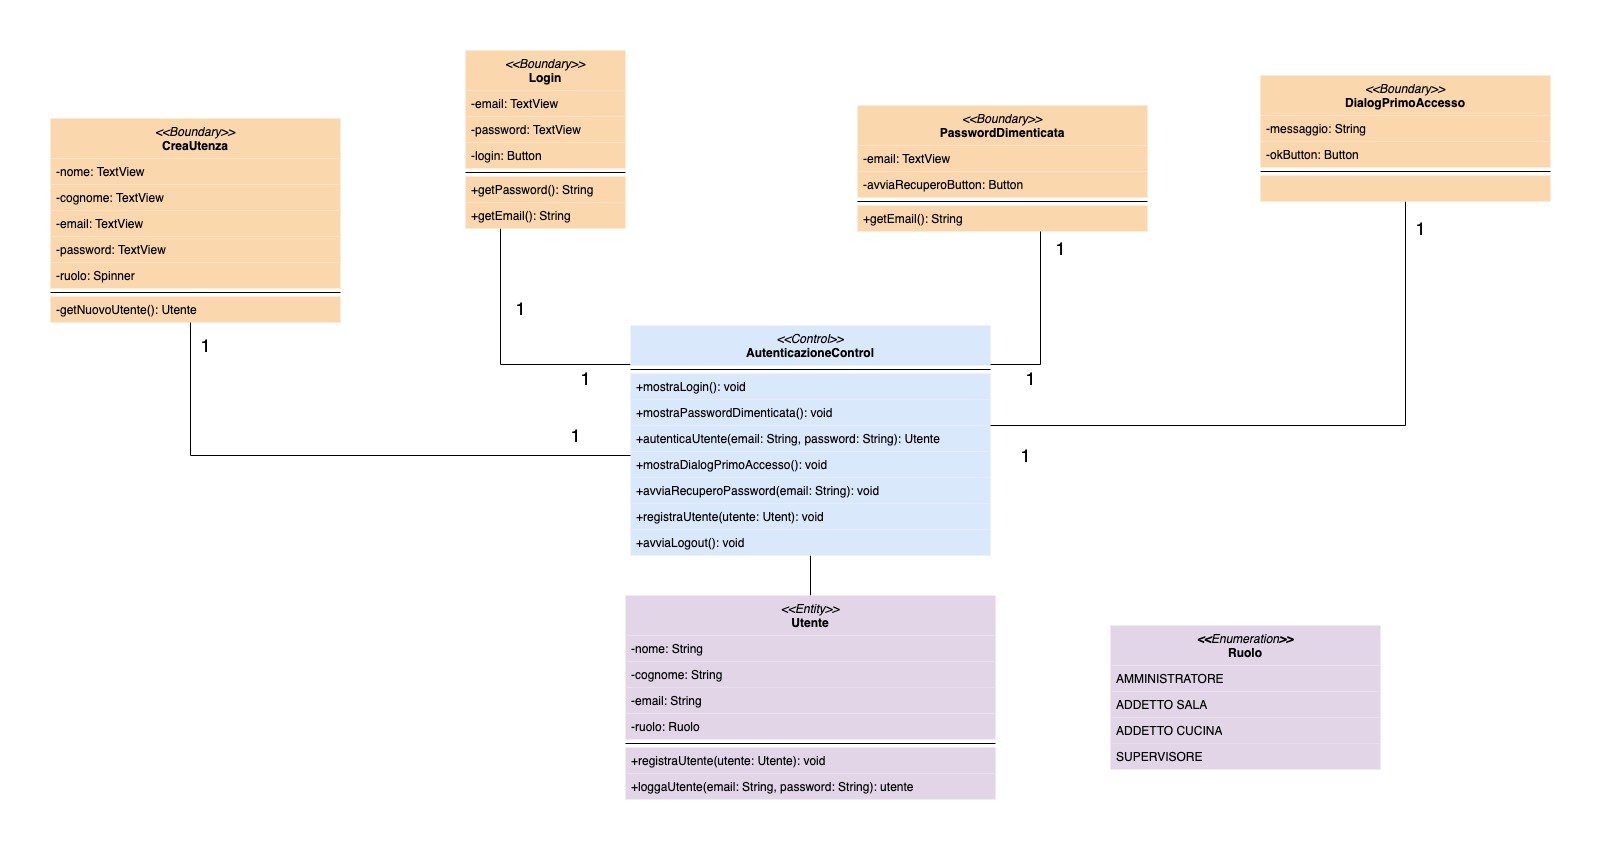 <<Boundary>>
CreaUtenza
-nome: TextView
-cognome: TextView
-email: TextView
-password: TextView
-ruolo: Spinner
-getNuovoUtente(): Utente
1
1
<<Boundary>>
Login
-email: TextView
-password: TextView
-login: Button
+getPassword(): String
+getEmail(): String
1
1
<<Boundary>>
PasswordDimenticata
-email: TextView
-avviaRecuperoButton: Button
+getEmail(): String
1
1
<<Boundary>>
DialogPrimoAccesso
-messaggio: String
-okButton: Button
1
1
<<Control>>
AutenticazioneControl
+mostraLogin(): void
+mostraPasswordDimenticata(): void
+autenticaUtente(email: String, password: String): Utente
+mostraDialogPrimoAccesso(): void
+avviaRecuperoPassword(email: String): void
+registraUtente(utente: Utent): void
+avviaLogout(): void
<<Entity>>
Utente
-nome: String
-cognome: String
-email: String
-ruolo: Ruolo
+registraUtente(utente: Utente): void
+loggaUtente(email: String, password: String): utente
<<Enumeration>>
Ruolo
AMMINISTRATORE
ADDETTO SALA
ADDETTO CUCINA
SUPERVISORE